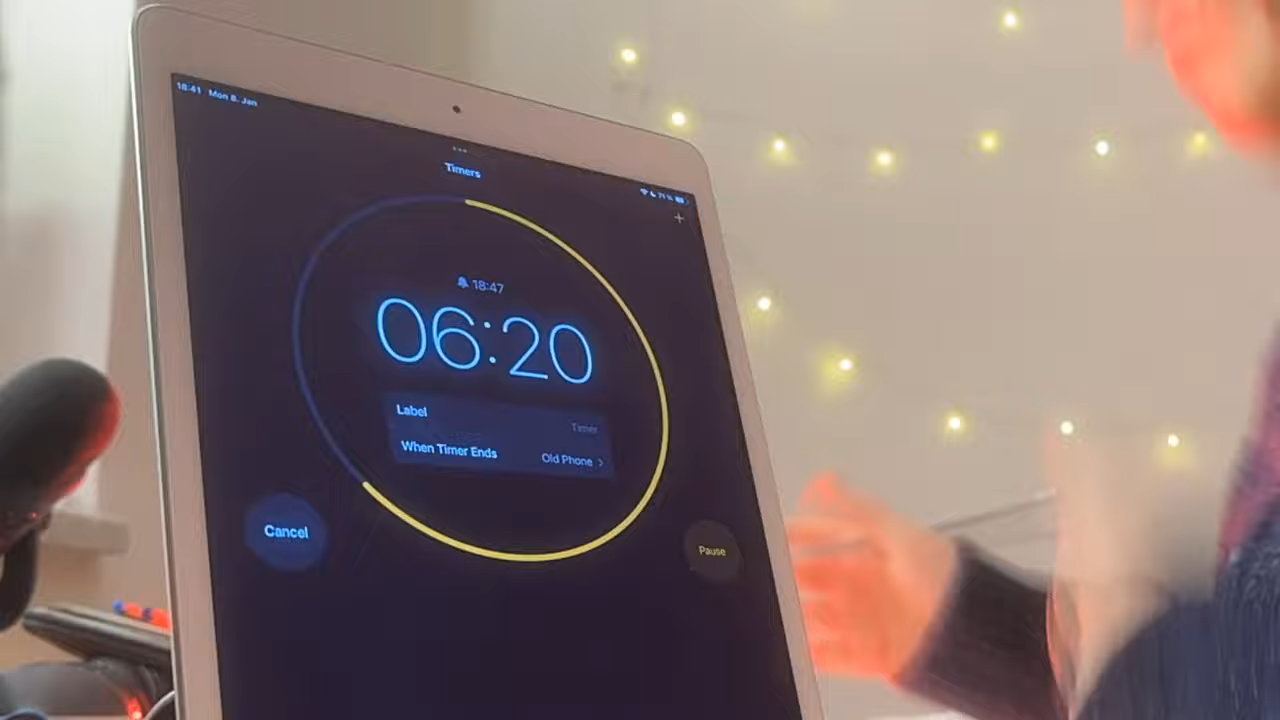 18:41 Mon 8. Jan
Timers
71 %
+
18:47
06:20
Label
Timer
When Timer Ends
Old Phone >
Cancel
Pause